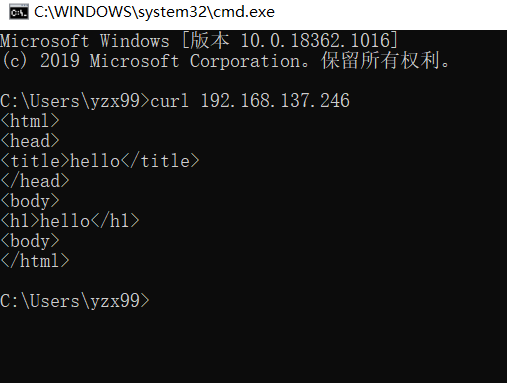 C:\WINDOWS\system32\cmd.exe
Microsoft Windows [版本 10.0.18362.1016]
(c) 2019 Microsoft Corporation。保留所有权利。
C:\Users\yzx99>curl 192.168.137.246
<html>
<head>
<title>hello</title>
</head>
<body>
<h1>hello</h1>
<body>
</html>
C:\Users\yzx99>